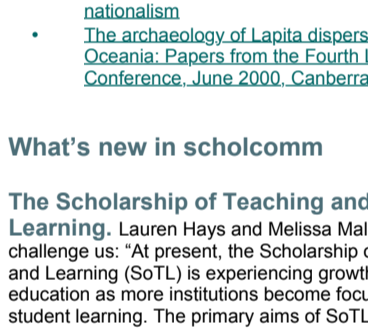 nationalism
• The archaeology of Lapita dispers
Oceania: Papers from the Fourth
Conference, June 2000, Canberra
What's new in scholcomm
The Scholarship of Teaching and
Learning. Lauren Hays and Melissa Mal
challenge us: “At present, the Scholarship
and Learning (SoTL) is experiencing growt
education as more institutions become focu
student learning. The primary aims of SoTL